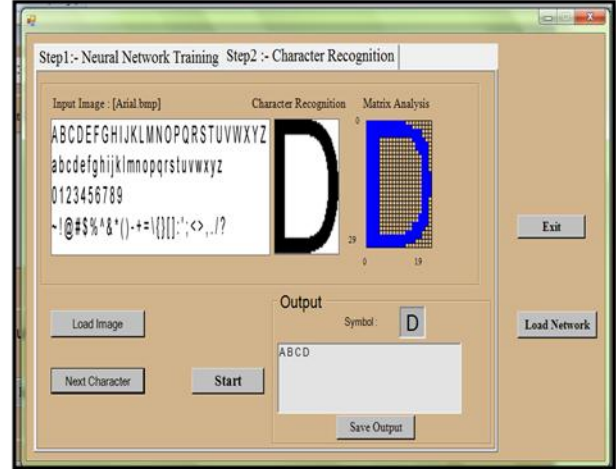 Step1:- Neural Network Training Step2 :- Character Recognition
Input Image : [Arial.bmp] Character Recognition Matrix Analysis
ABCDEFGHIJKLMNOPQRSTUVWXYZ
abcdefghijklmnopqrstuvwxyz
0123456789
~!@#$%^&*()-+=\{}[]:';<>,./?
D
0
29
0 19
Exit
Load Image
Output
Symbol : D
Load Network
ABCD
Next Character
Start
Save Output